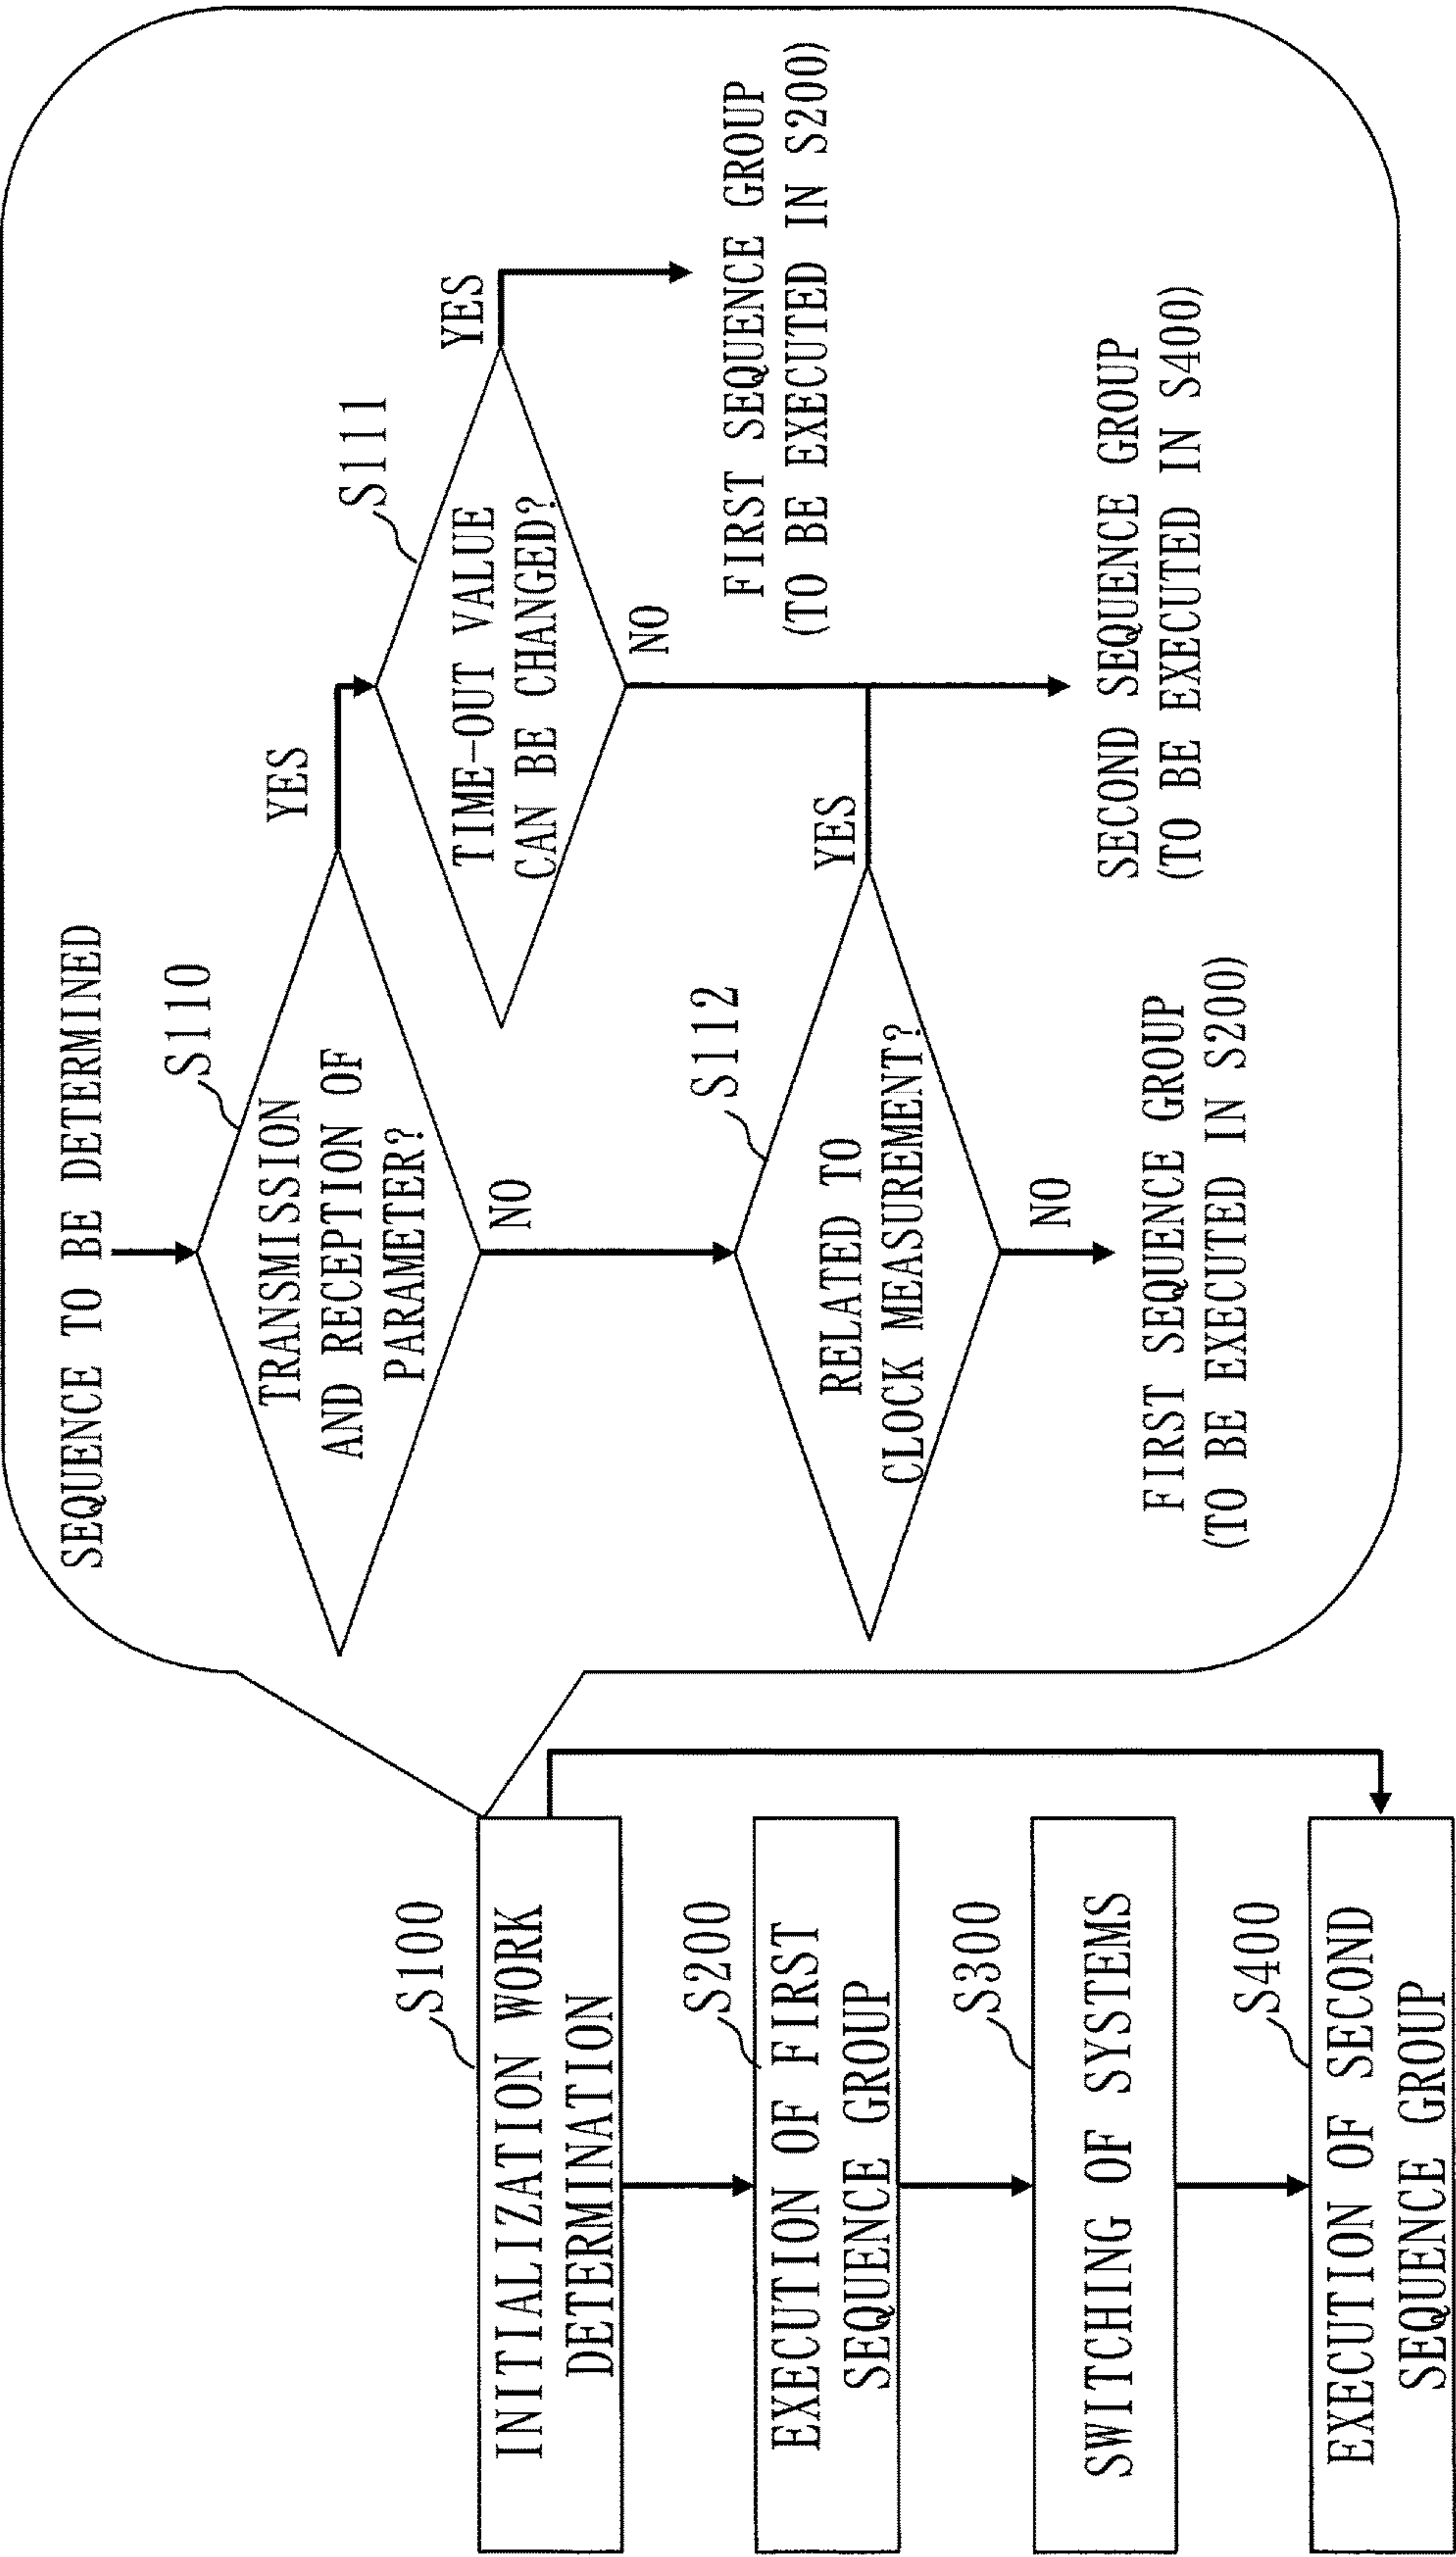 S100
INITIALIZATION WORK
DETERMINATION
S200
EXECUTION OF FIRST
SEQUENCE GROUP
S300
SWITCHING OF SYSTEMS
S400
EXECUTION OF SECOND
SEQUENCE GROUP
SEQUENCE TO BE DETERMINED
S110
TRANSMISSION
AND RECEPTION OF
PARAMETER?
YES
NO
S111
TIME-OUT VALUE
CAN BE CHANGED?
YES
NO
FIRST SEQUENCE GROUP
(TO BE EXECUTED IN S200)
S112
RELATED TO
CLOCK MEASUREMENT?
YES
NO
SECOND SEQUENCE GROUP
(TO BE EXECUTED IN S400)
FIRST SEQUENCE GROUP
(TO BE EXECUTED IN S200)